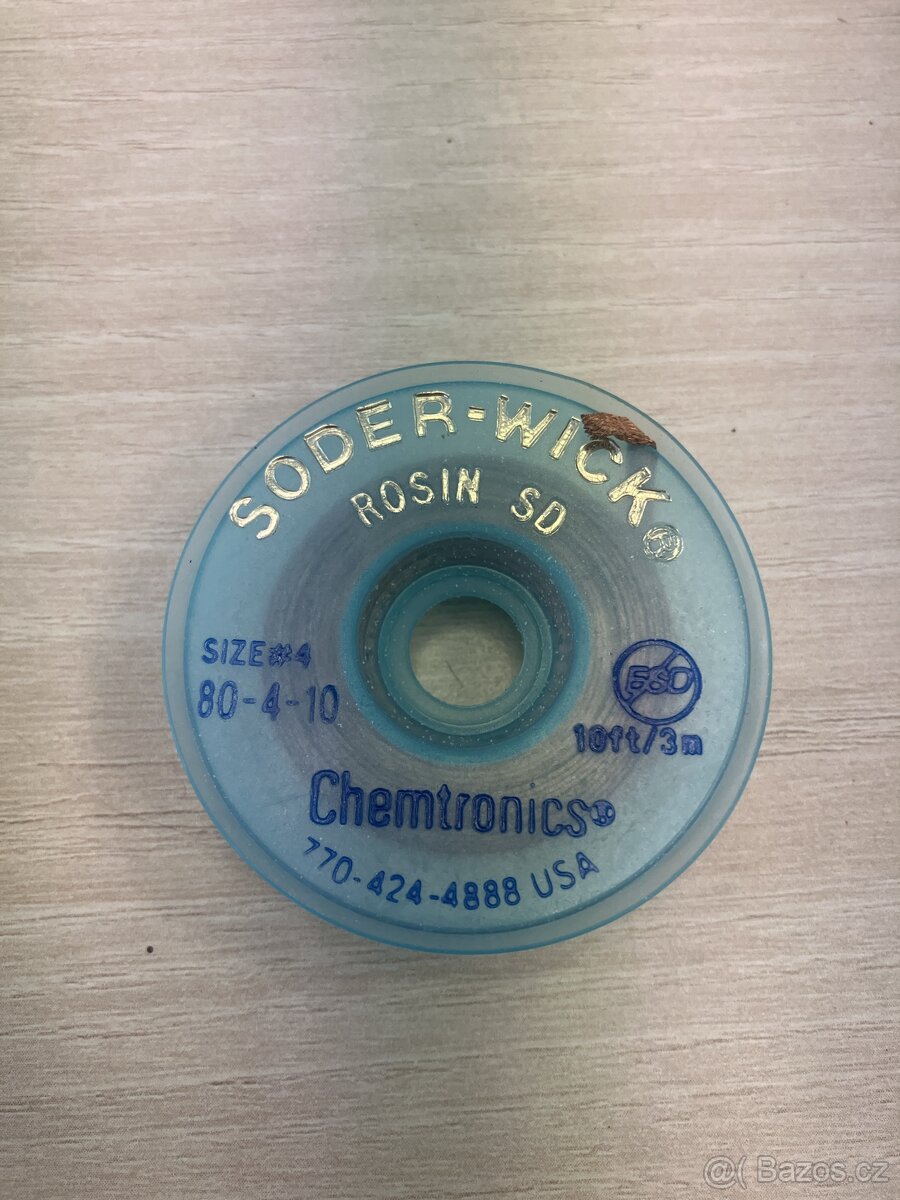 SODER-WICK®
ROSIN SD
SIZE#4
80-4-10
ESD
10ft/3m
Chemtronics®
770-424-4888 USA
@( Bazos.cz